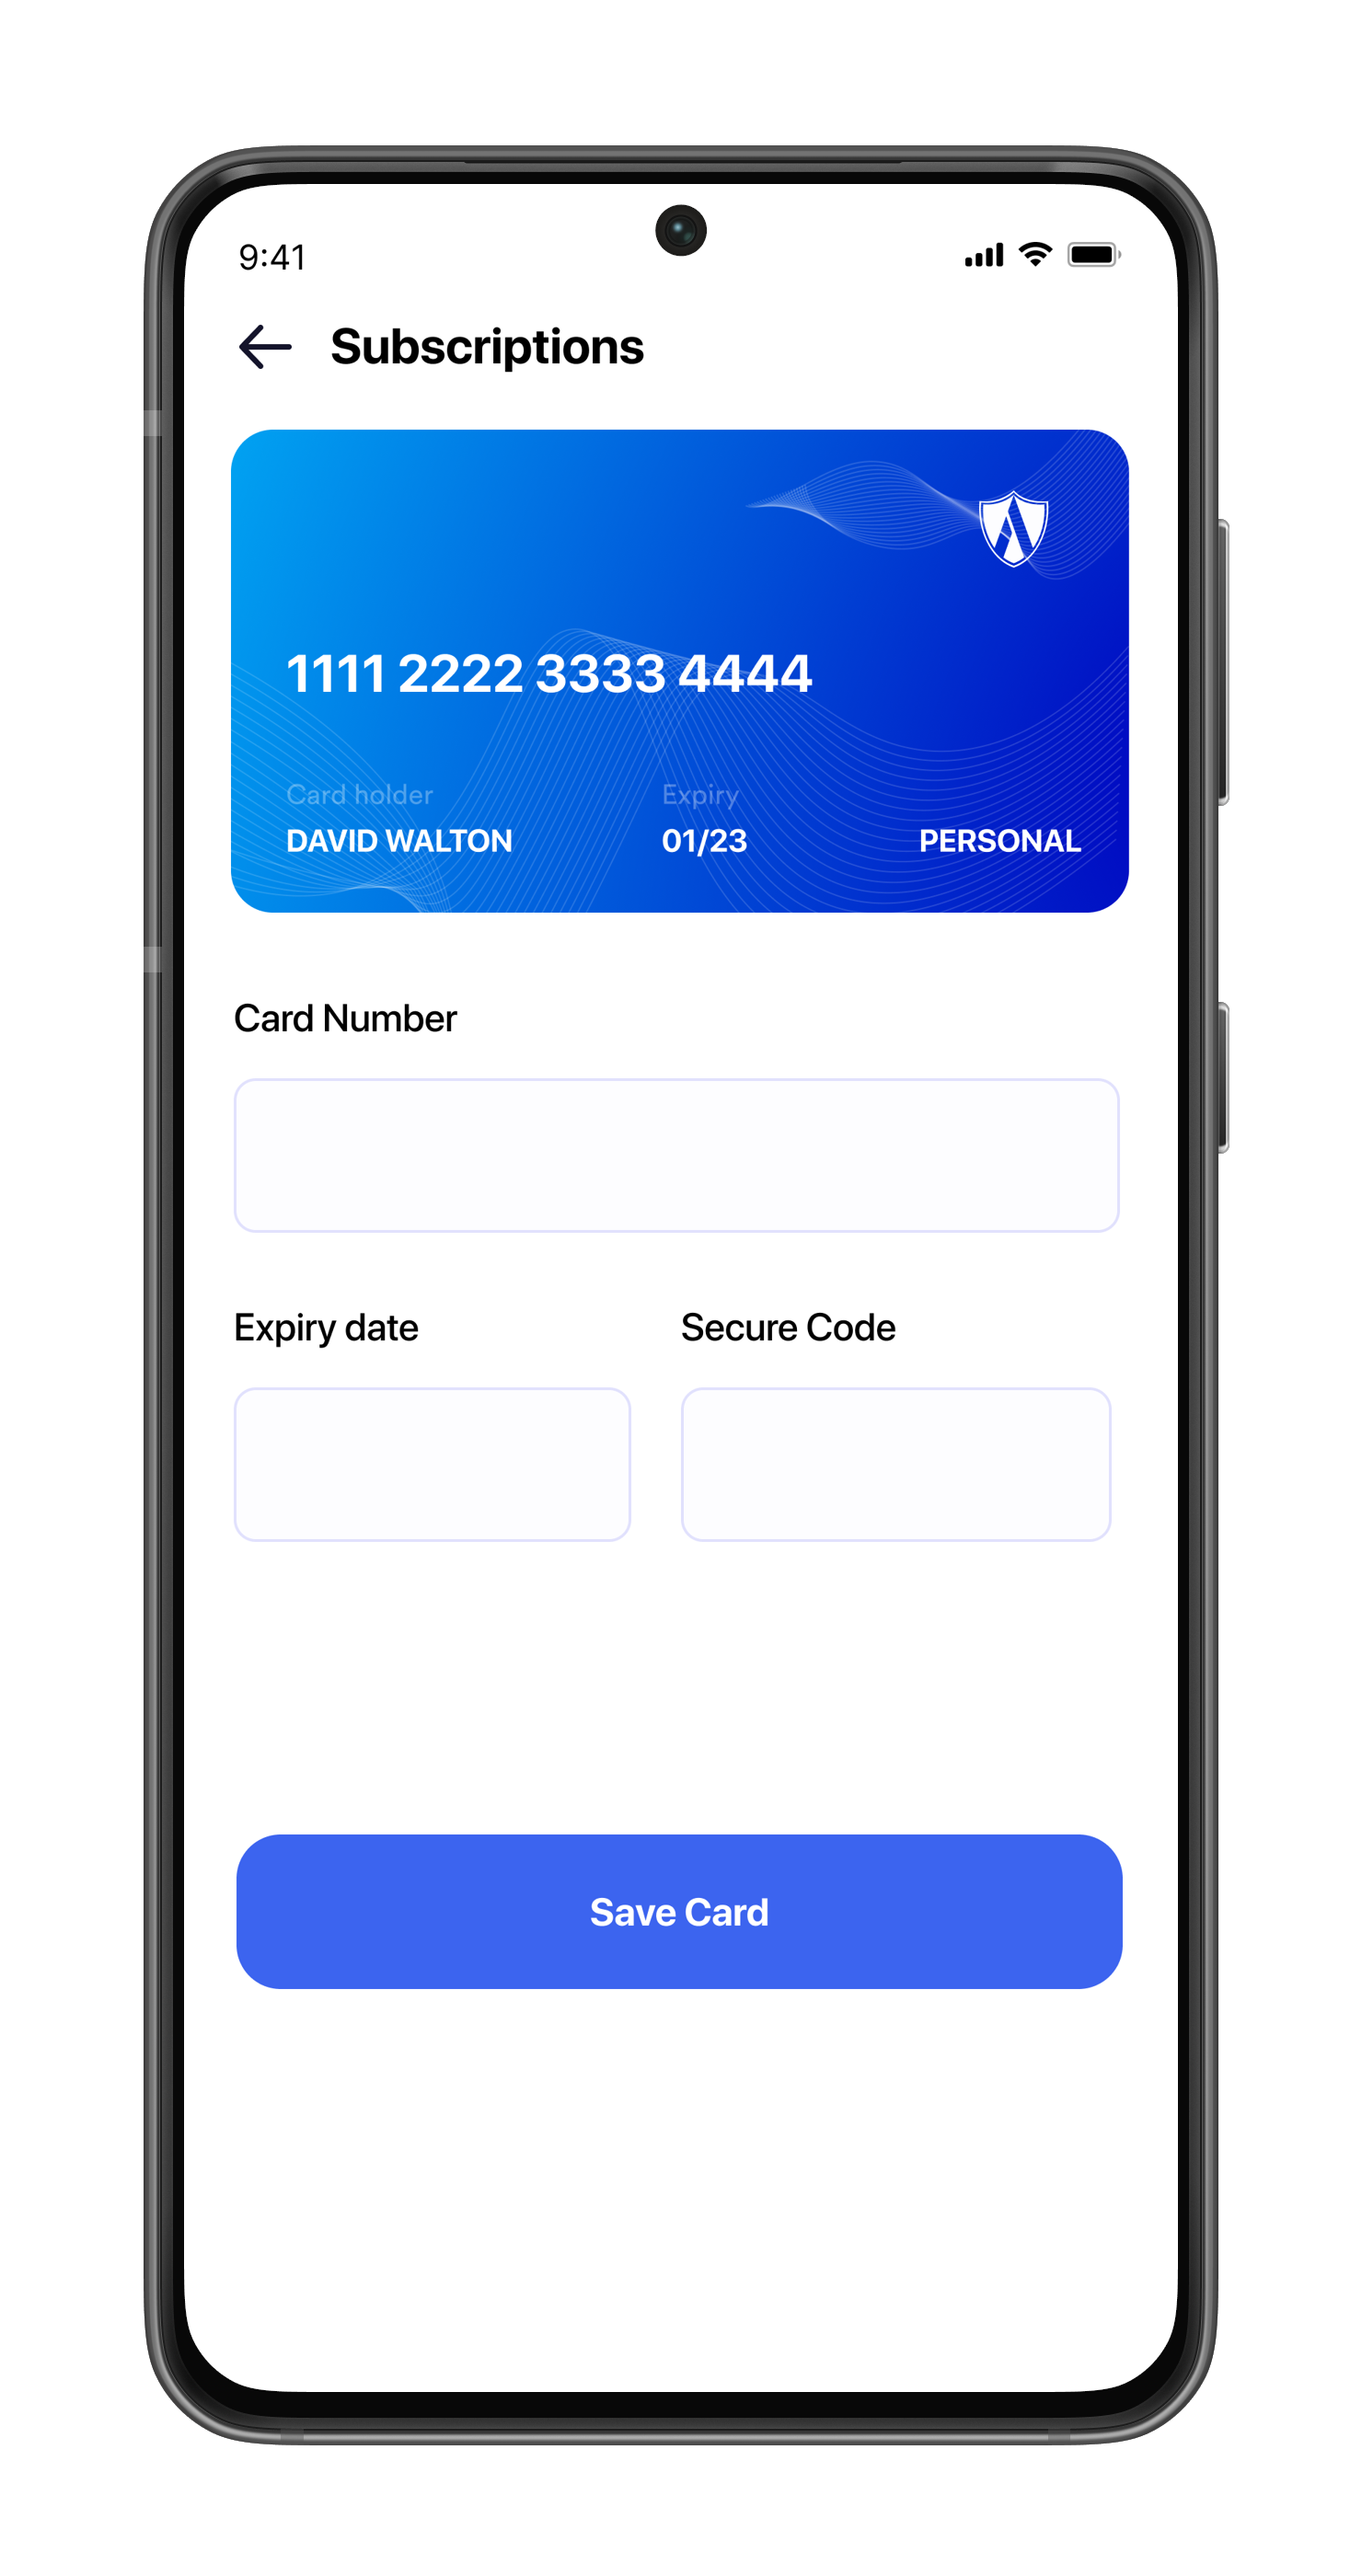 9:41
Subscriptions
1111 2222 3333 4444
Card holder
Expiry
DAVID WALTON
01/23
PERSONAL
Card Number
Expiry date
Secure Code
Save Card